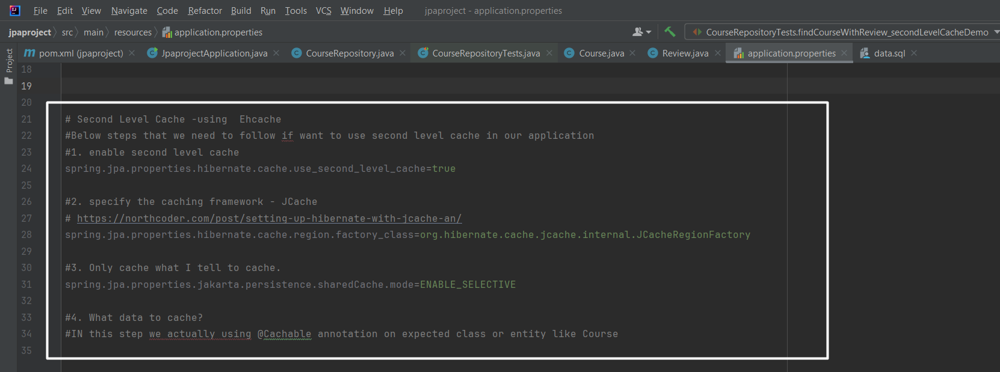 File Edit View Navigate Code Refactor Build Run Tools VCS Window Help jpaproject - application.properties
jpaproject src main resources application.properties CourseRepositoryTests.findCourseWithReview_secondLevelCacheDemo
Project
m pom.xml (jpaproject) JpaprojectApplication.java CourseRepository.java CourseRepositoryTests.java Course.java Review.java application.properties data.sql
18
19
20
21 # Second Level Cache -using  Ehcache
22 #Below steps that we need to follow if want to use second level cache in our application
23 #1. enable second level cache
24 spring.jpa.properties.hibernate.cache.use_second_level_cache=true
25
26 #2. specify the caching framework - JCache
27 # https://northcoder.com/post/setting-up-hibernate-with-jcache-an/
28 spring.jpa.properties.hibernate.cache.region.factory_class=org.hibernate.cache.jcache.internal.JCacheRegionFactory
29
30 #3. Only cache what I tell to cache.
31 spring.jpa.properties.jakarta.persistence.sharedCache.mode=ENABLE_SELECTIVE
32
33 #4. What data to cache?
34 #IN this step we actually using @Cachable annotation on expected class or entity like Course
35